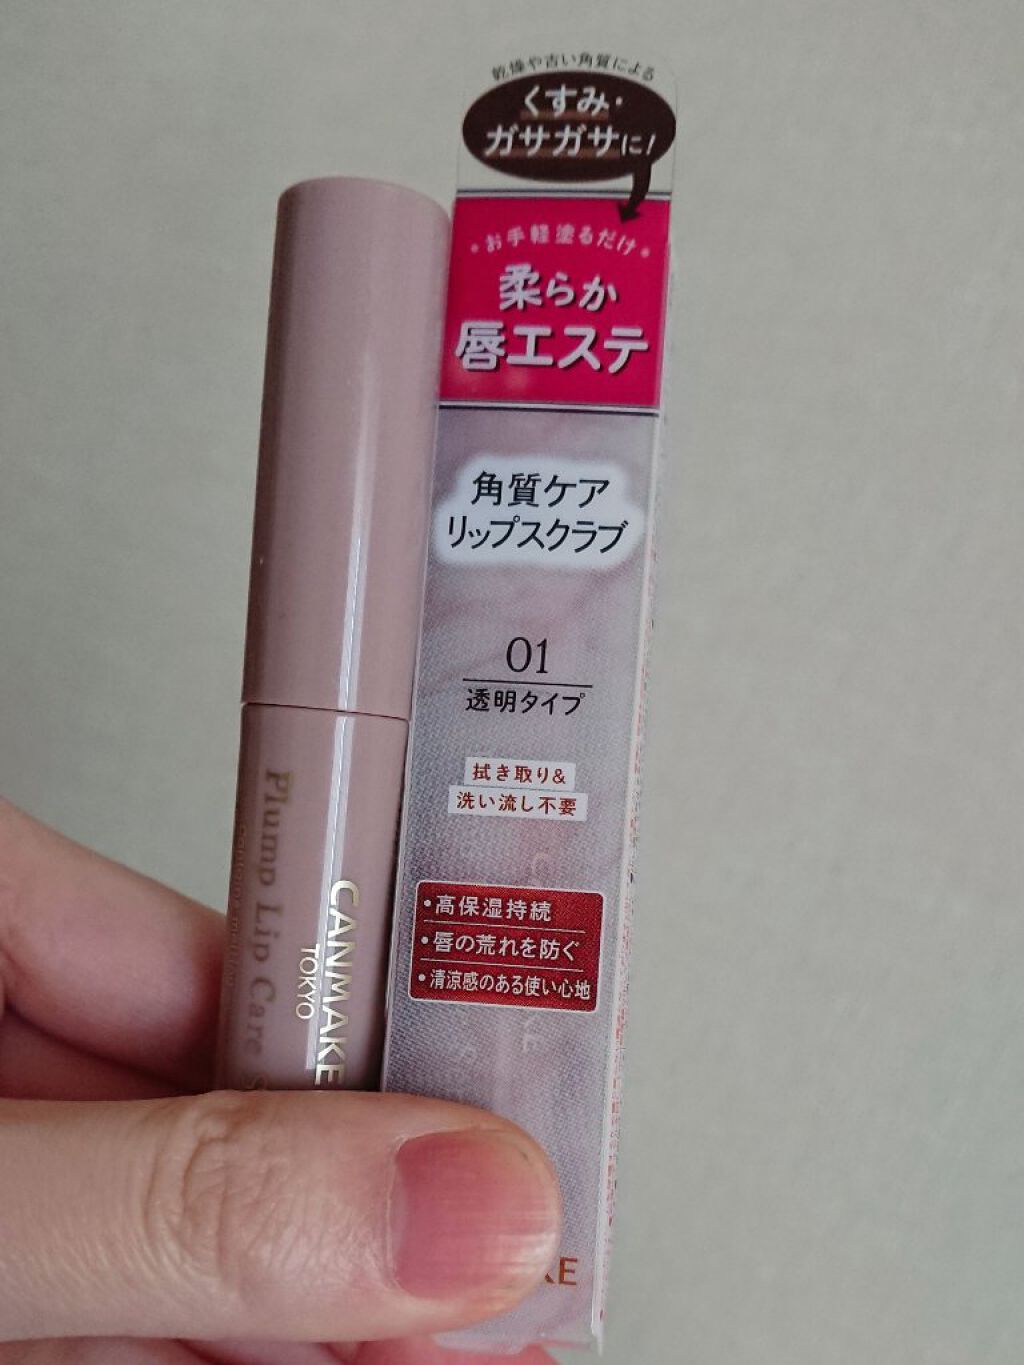 乾燥や古い角質による
くすみ・
ガサガサに!
お手軽塗るだけ
柔らか
唇エステ
角質ケア
リップスクラブ
01
透明タイプ
拭き取り&
洗い流し不要
・高保湿持続
・唇の荒れを防ぐ
・清涼感のある使い心地
Plump Lip Care
CANMAKE
TOKYO